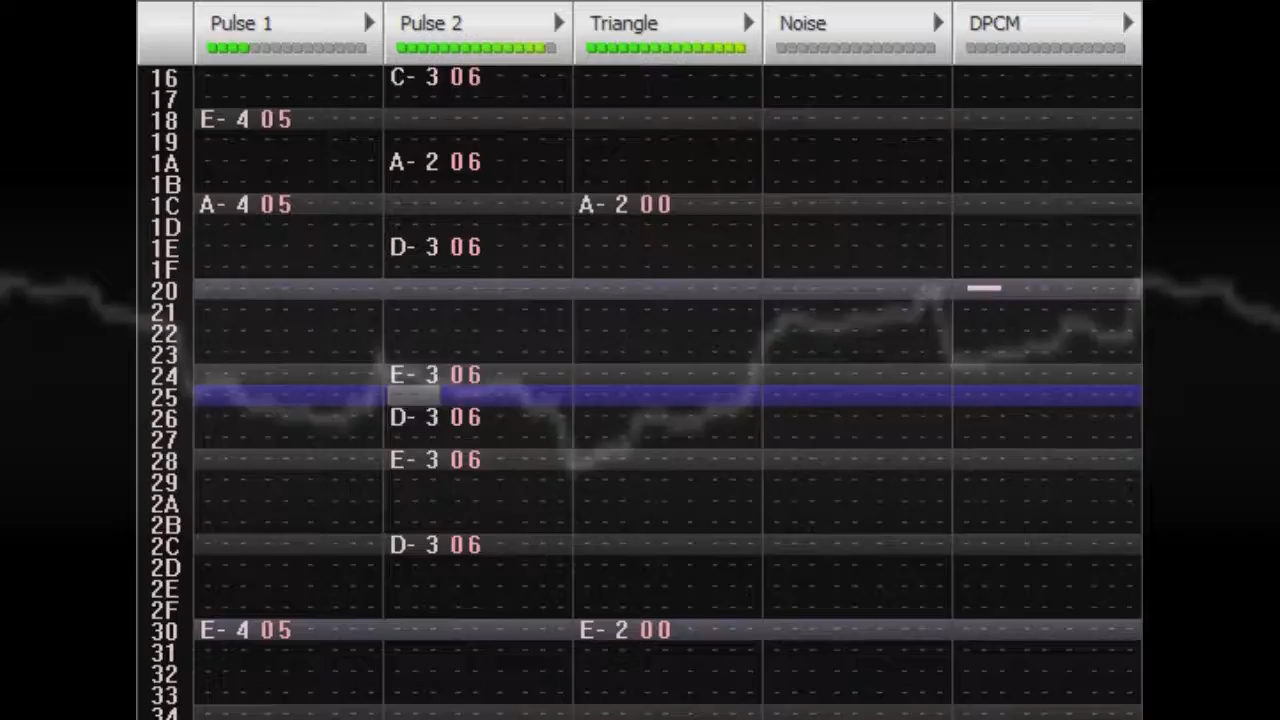 Pulse 1 Pulse 2 Triangle Noise DPCM
16 C- 3 06
17
18 E- 4 05
19
1A A- 2 06
1B
1C A- 4 05 A- 2 00
1D
1E D- 3 06
1F
20
21
22
23
24 E- 3 06
25
26 D- 3 06
27
28 E- 3 06
29
2A
2B
2C D- 3 06
2D
2E
2F
30 E- 4 05 E- 2 00
31
32
33
34